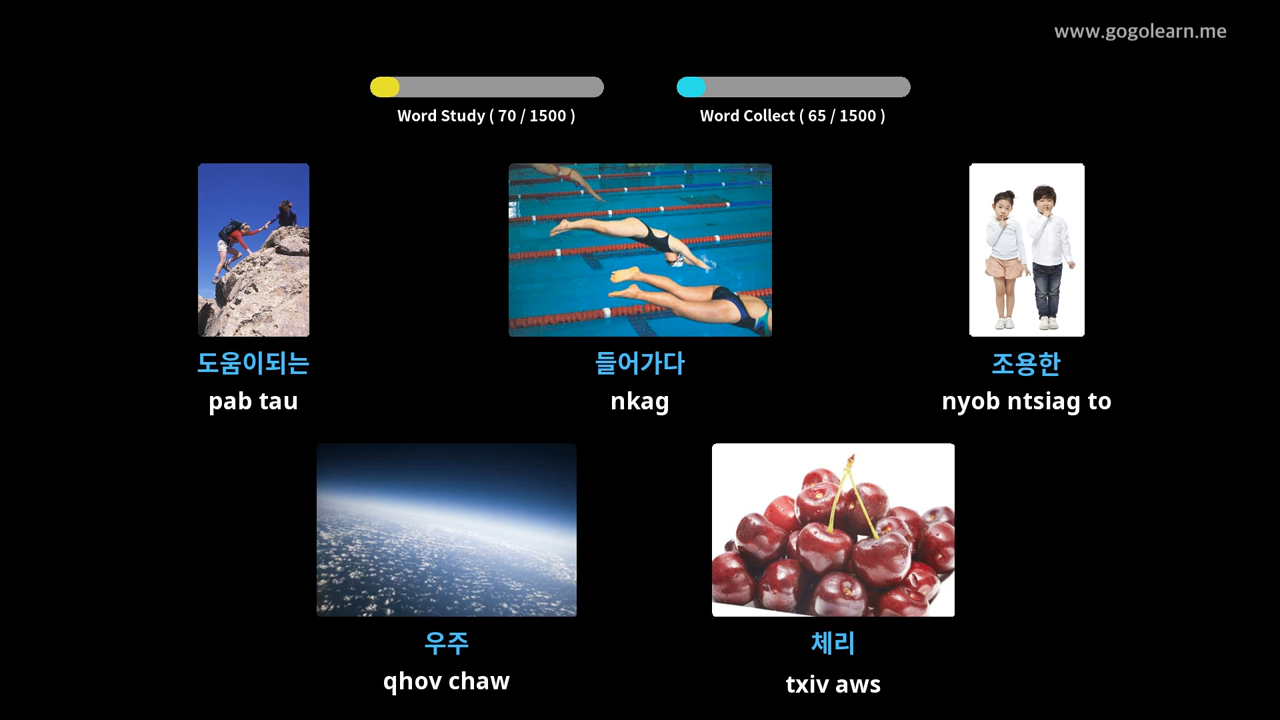 www.gogolearn.me
Word Study ( 70 / 1500 )
Word Collect ( 65 / 1500 )
도움이되는
pab tau
들어가다
nkag
조용한
nyob ntsiag to
우주
qhov chaw
체리
txiv aws